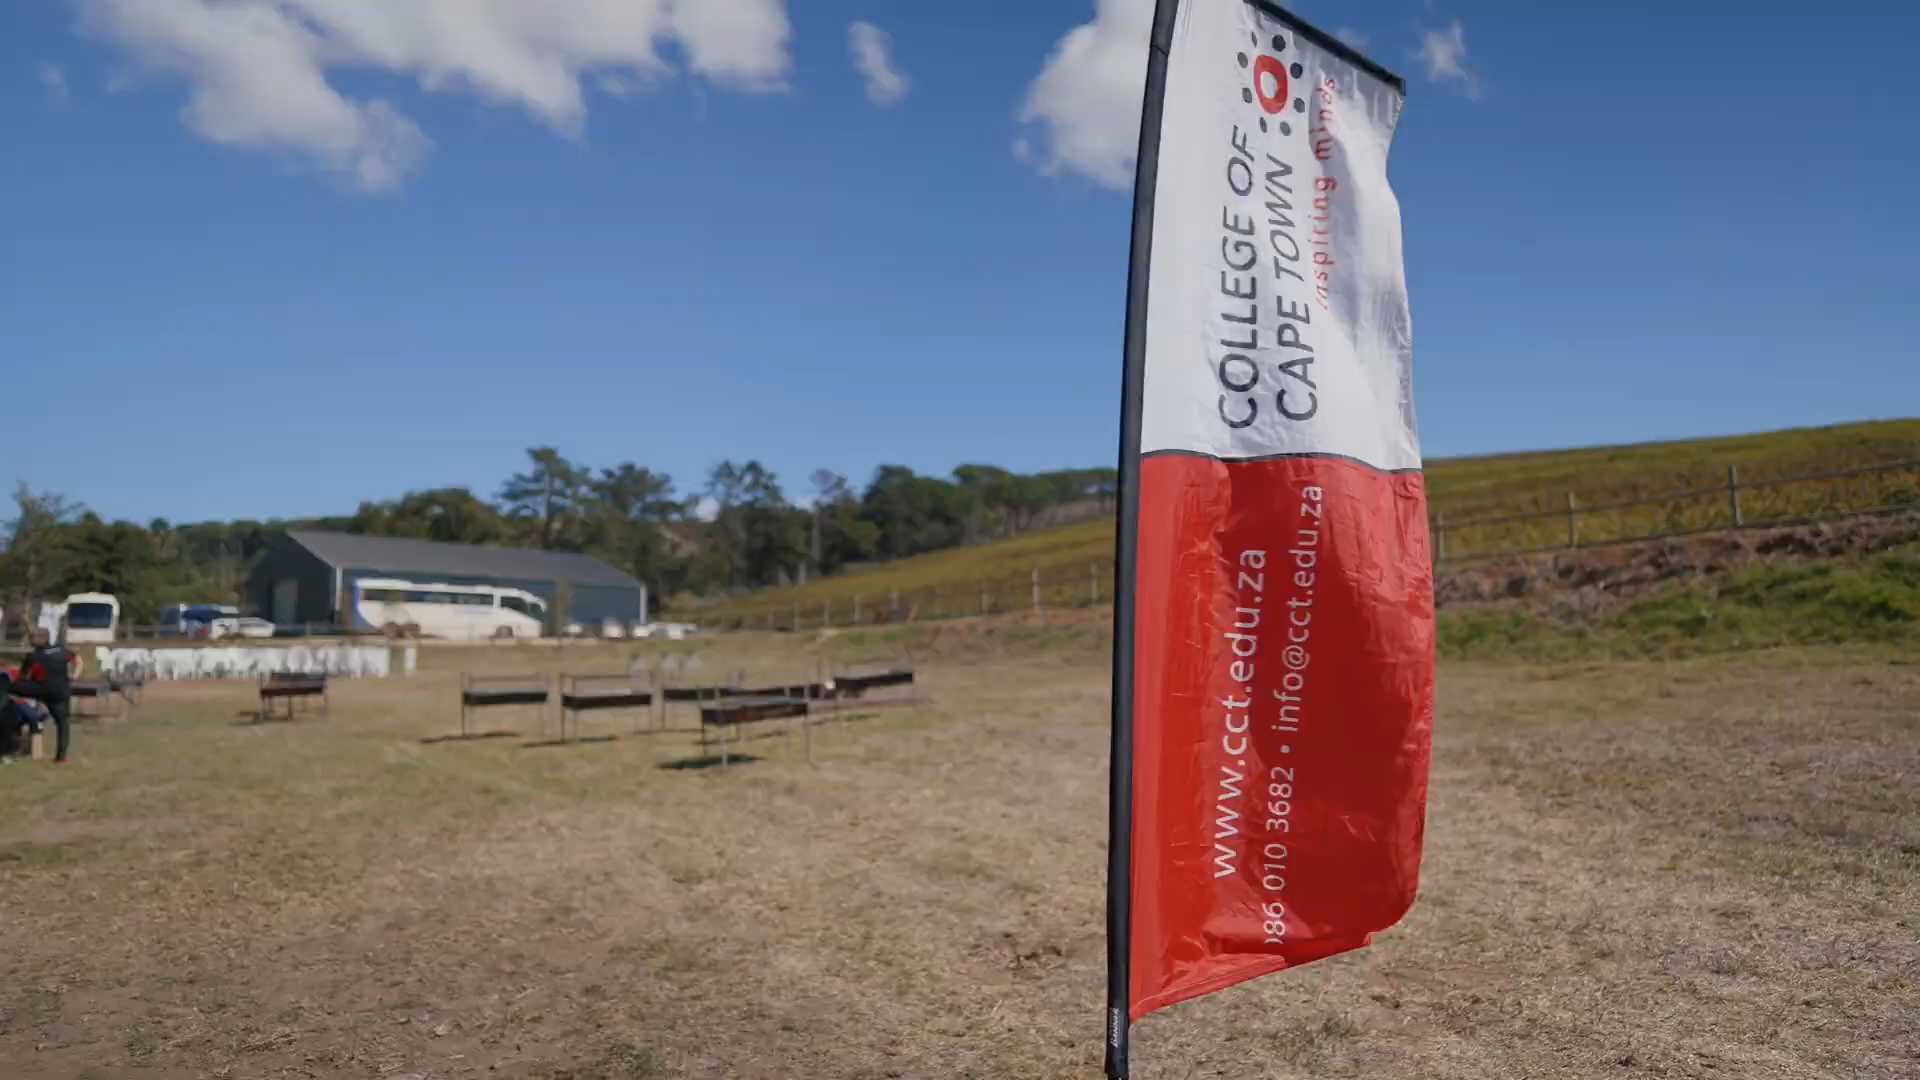 COLLEGE OF
CAPE TOWN
inspiring minds
www.cct.edu.za
086 010 3682 • info@cct.edu.za